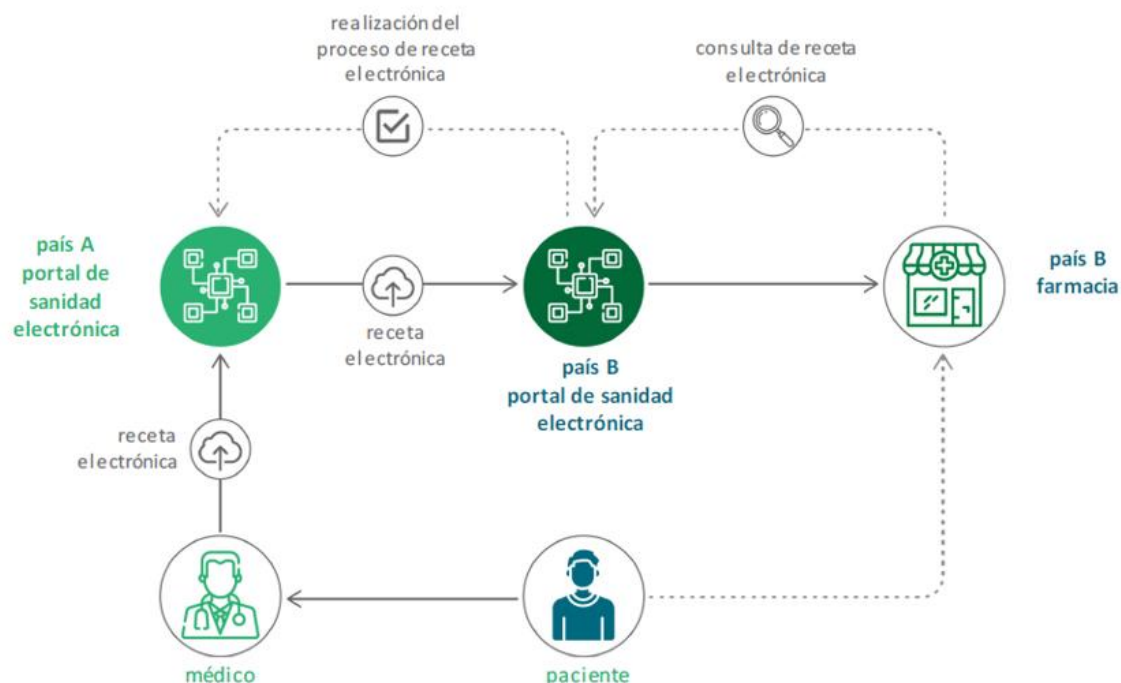 realización del
proceso de receta
electrónica
consulta de receta
electrónica
país A
portal de
sanidad
electrónica
receta
electrónica
país B
portal de sanidad
electrónica
país B
farmacia
receta
electrónica
médico
paciente